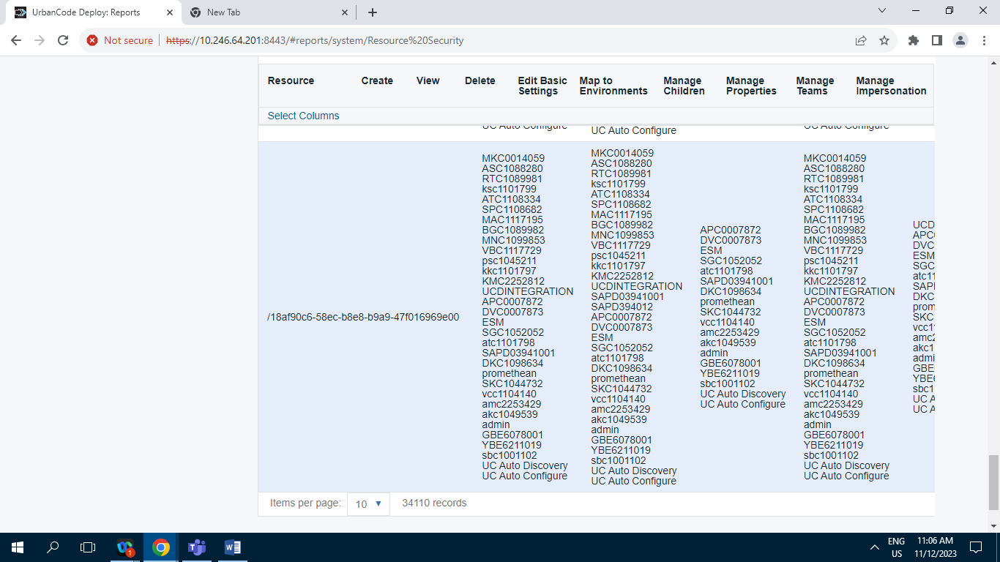 UrbanCode Deploy: Reports
New Tab
Not secure
https://10.246.64.201:8443/#reports/system/Resource%20Security
Resource
Create
View
Delete
Edit Basic
Settings
Map to
Environments
Manage
Children
Manage
Properties
Manage
Teams
Manage
Impersonation
Select Columns
UC Auto Configure
UC Auto Configure
UC Auto Configure
/18af90c6-58ec-b8e8-b9a9-47f016969e00
MKC0014059
ASC1088280
RTC1089981
ksc1101799
ATC1108334
SPC1108682
MAC1117195
BGC1089982
MNC1099853
VBC1117729
psc1045211
kkc1101797
KMC2252812
UCDINTEGRATION
APC0007872
DVC0007873
ESM
SGC1052052
atc1101798
SAPD03941001
DKC1098634
promethean
SKC1044732
vcc1104140
amc2253429
akc1049539
admin
GBE6078001
YBE6211019
sbc1001102
UC Auto Discovery
UC Auto Configure
MKC0014059
ASC1088280
RTC1089981
ksc1101799
ATC1108334
SPC1108682
MAC1117195
BGC1089982
MNC1099853
VBC1117729
psc1045211
kkc1101797
KMC2252812
UCDINTEGRATION
SAPD03941001
SAPD394012
APC0007872
DVC0007873
ESM
SGC1052052
atc1101798
DKC1098634
promethean
SKC1044732
vcc1104140
amc2253429
akc1049539
admin
GBE6078001
YBE6211019
sbc1001102
UC Auto Discovery
UC Auto Configure
APC0007872
DVC0007873
ESM
SGC1052052
atc1101798
SAPD03941001
DKC1098634
promethean
SKC1044732
vcc1104140
amc2253429
akc1049539
admin
GBE6078001
YBE6211019
sbc1001102
UC Auto Discovery
UC Auto Configure
MKC0014059
ASC1088280
RTC1089981
ksc1101799
ATC1108334
SPC1108682
MAC1117195
BGC1089982
MNC1099853
VBC1117729
psc1045211
kkc1101797
KMC2252812
UCDINTEGRATION
APC0007872
DVC0007873
ESM
SGC1052052
atc1101798
SAPD03941001
DKC1098634
promethean
SKC1044732
vcc1104140
amc2253429
akc1049539
admin
GBE6078001
YBE6211019
sbc1001102
UC Auto Discovery
UC Auto Configure
UCD
APC
DVC
ESM
SGC
atc11
SAPI
DKC
prom
SKC
vcc1
amc2
akc1
admi
GBE
YBE
sbc1
UC A
UC A
Items per page:
10
34110 records
1
ENG
US
11:06 AM
11/12/2023